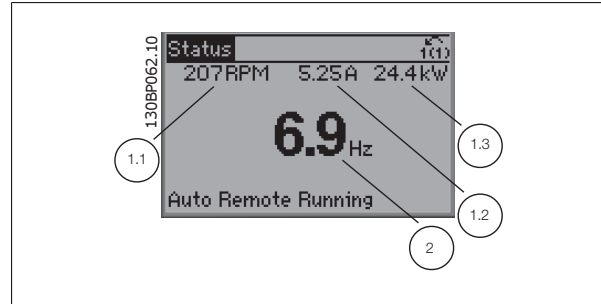 130BP062.10
Status
1(1)
207RPM 5.25A 24.4kW
1.1
6.9Hz
1.3
Auto Remote Running
1.2
2